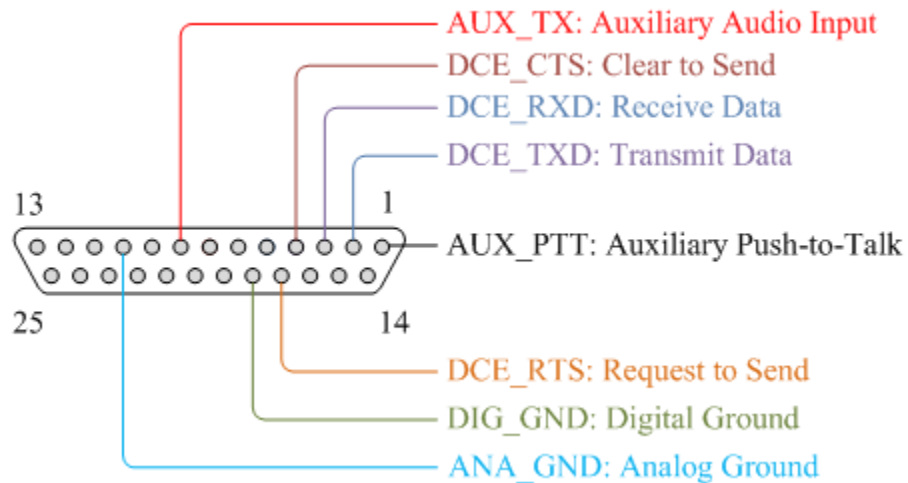 AUX_TX: Auxiliary Audio Input
DCE_CTS: Clear to Send
DCE_RXD: Receive Data
DCE_TXD: Transmit Data
13
1
AUX_PTT: Auxiliary Push-to-Talk
25
14
DCE_RTS: Request to Send
DIG_GND: Digital Ground
ANA_GND: Analog Ground